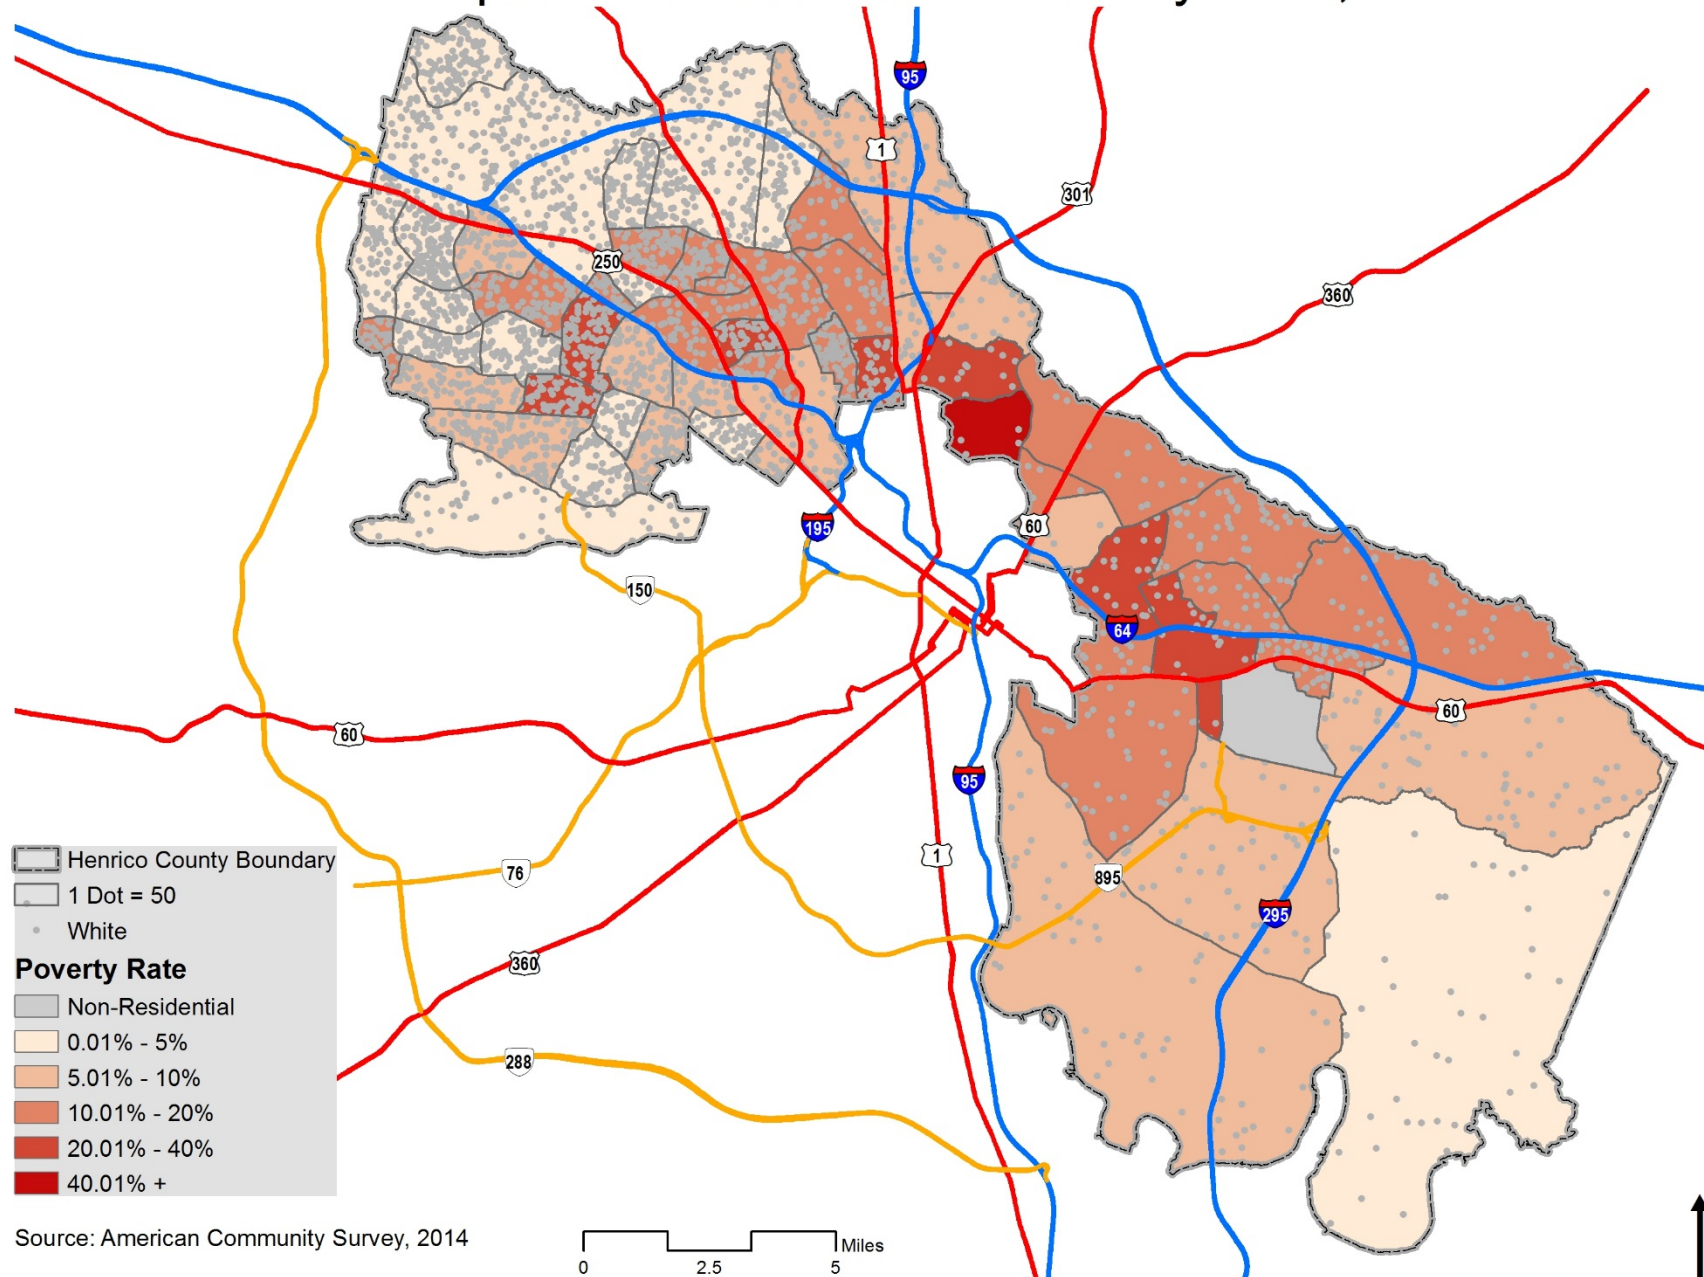 95
1
301
250
360
195
60
150
64
60
60
95
76
1
895
295
360
288
Henrico County Boundary
1 Dot = 50
White
Poverty Rate
Non-Residential
0.01% - 5%
5.01% - 10%
10.01% - 20%
20.01% - 40%
40.01% +
Source: American Community Survey, 2014
Miles
0 2.5 5